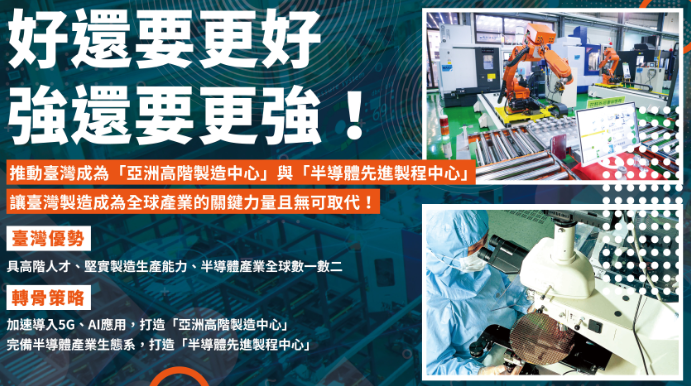 好還要更好
強還要更強！
推動臺灣成為「亞洲高階製造中心」與「半導體先進製程中心」
讓臺灣製造成為全球產業的關鍵力量且無可取代！
臺灣優勢
具高階人才、堅實製造生產能力、半導體產業全球數一數二
轉骨策略
加速導入5G、AI應用，打造「亞洲高階製造中心」
完備半導體產業生態系，打造「半導體先進製程中心」